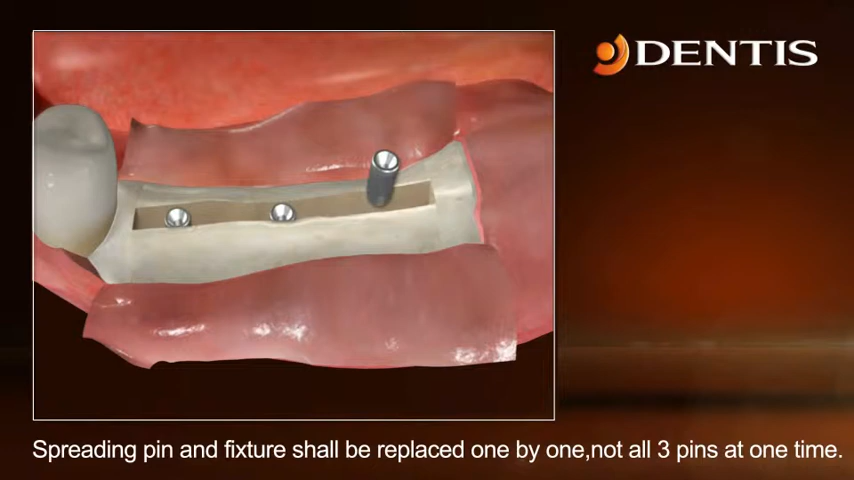 DENTIS
Spreading pin and fixture shall be replaced one by one,not all 3 pins at one time.